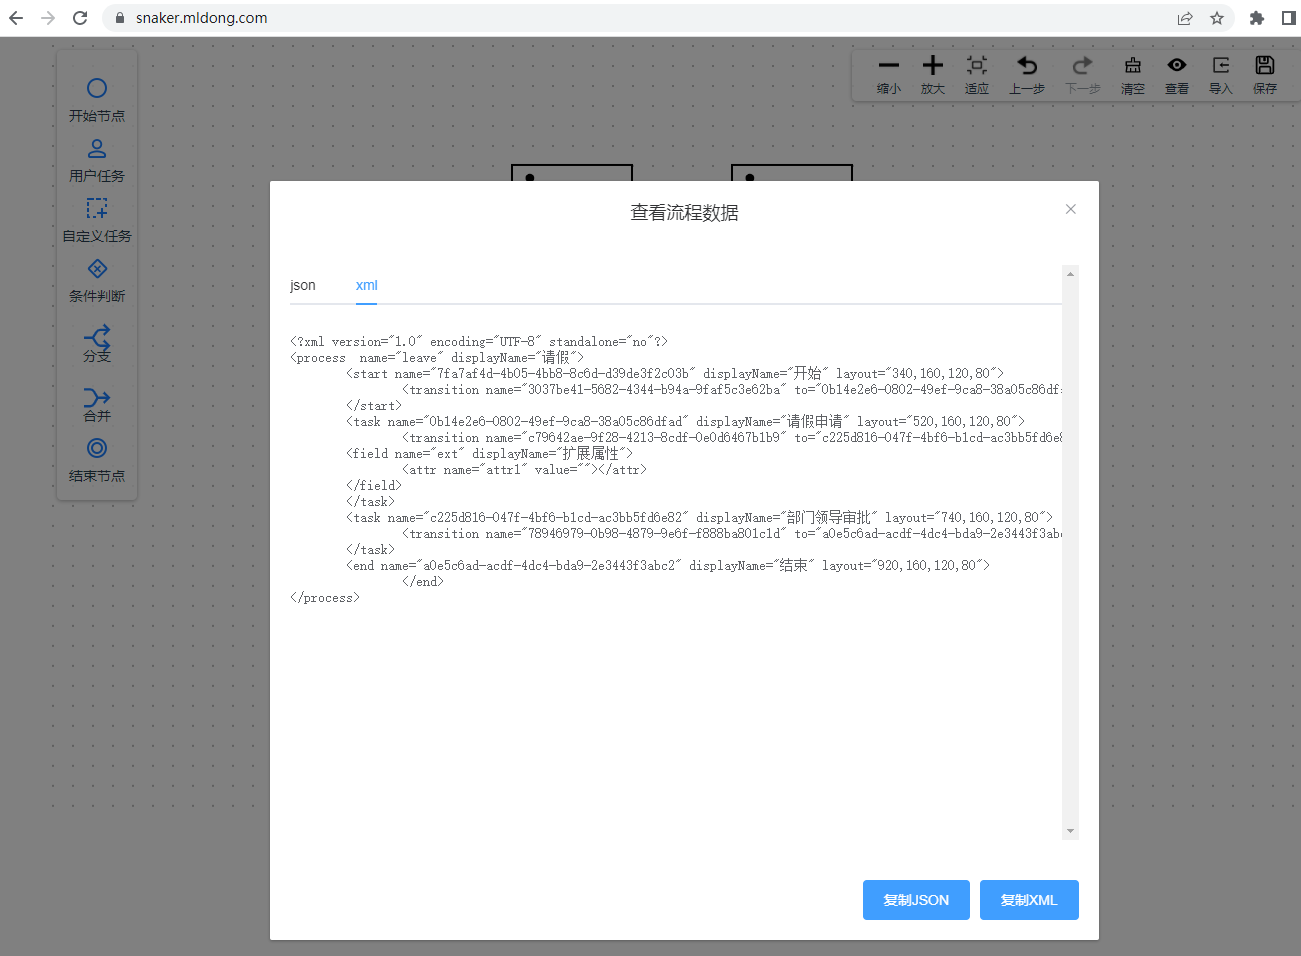 snaker.mldong.com
缩小 放大 适应 上一步 下一步 清空 查看 导入 保存
开始节点
用户任务
自定义任务
条件判断
分支
合并
结束节点
查看流程数据
json xml
<?xml version="1.0" encoding="UTF-8" standalone="no"?>
<process  name="leave" displayName="请假">
<start name="7fa7af4d-4b05-4bb8-8c6d-d39de3f2c03b" displayName="开始" layout="340,160,120,80">
<transition name="3037be41-5682-4344-b94a-9faf5c3e62ba" to="0b14e2e6-0802-49ef-9ca8-38a05c86df
</start>
<task name="0b14e2e6-0802-49ef-9ca8-38a05c86dfad" displayName="请假申请" layout="520,160,120,80">
<transition name="c79642ae-9f28-4213-8cdf-0e0d6467b1b9" to="c225d816-047f-4bf6-b1cd-ac3bb5fd6e8
<field name="ext" displayName="扩展属性">
<attr name="attr1" value=""></attr>
</field>
</task>
<task name="c225d816-047f-4bf6-b1cd-ac3bb5fd6e82" displayName="部门领导审批" layout="740,160,120,80">
<transition name="78946979-0b98-4879-9e6f-f888ba801c1d" to="a0e5c6ad-acdf-4dc4-bda9-2e3443f3abc
</task>
<end name="a0e5c6ad-acdf-4dc4-bda9-2e3443f3abc2" displayName="结束" layout="920,160,120,80">
</end>
</process>
复制JSON 复制XML